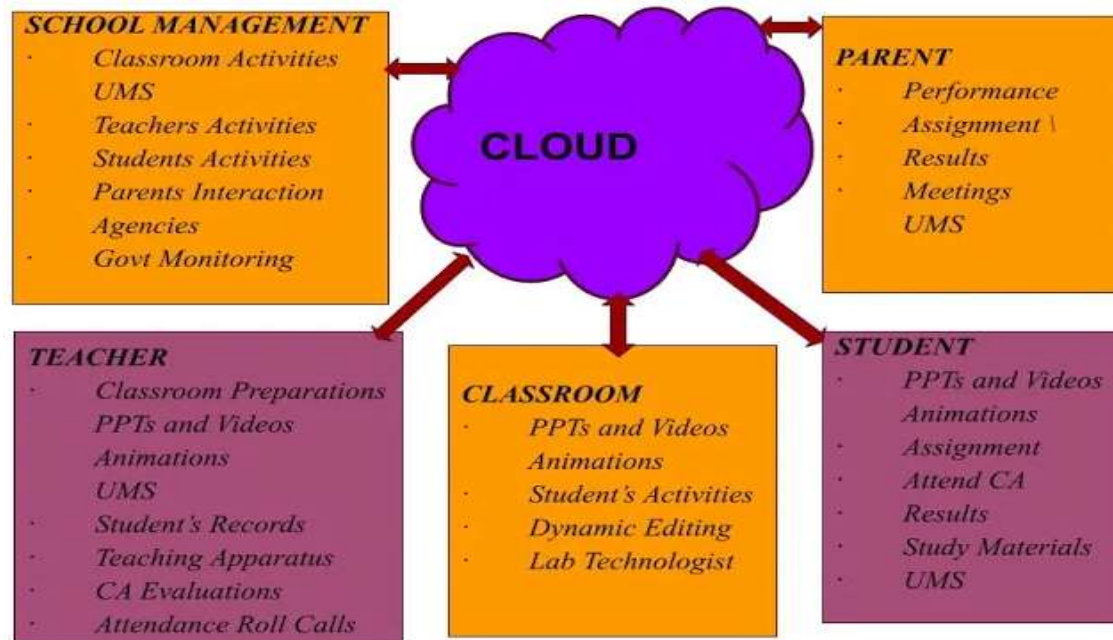 SCHOOL MANAGEMENT
· Classroom Activities
UMS
· Teachers Activities
· Students Activities
· Parents Interaction
Agencies
· Govt Monitoring
CLOUD
PARENT
· Performance
· Assignment \
· Results
· Meetings
UMS
TEACHER
· Classroom Preparations
PPTs and Videos
Animations
UMS
· Student’s Records
· Teaching Apparatus
· CA Evaluations
· Attendance Roll Calls
CLASSROOM
· PPTs and Videos
Animations
· Student’s Activities
· Dynamic Editing
· Lab Technologist
STUDENT
· PPTs and Videos
Animations
· Assignment
· Attend CA
· Results
· Study Materials
· UMS